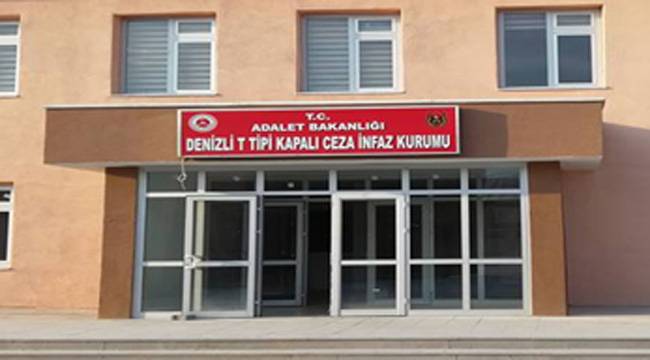 T.C.
ADALET BAKANLIĞI
DENİZLİ T TİPİ KAPALI CEZA İNFAZ KURUMU